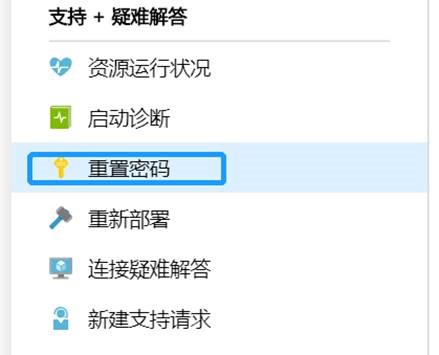 支持 + 疑难解答
资源运行状况
启动诊断
重置密码
重新部署
连接疑难解答
新建支持请求